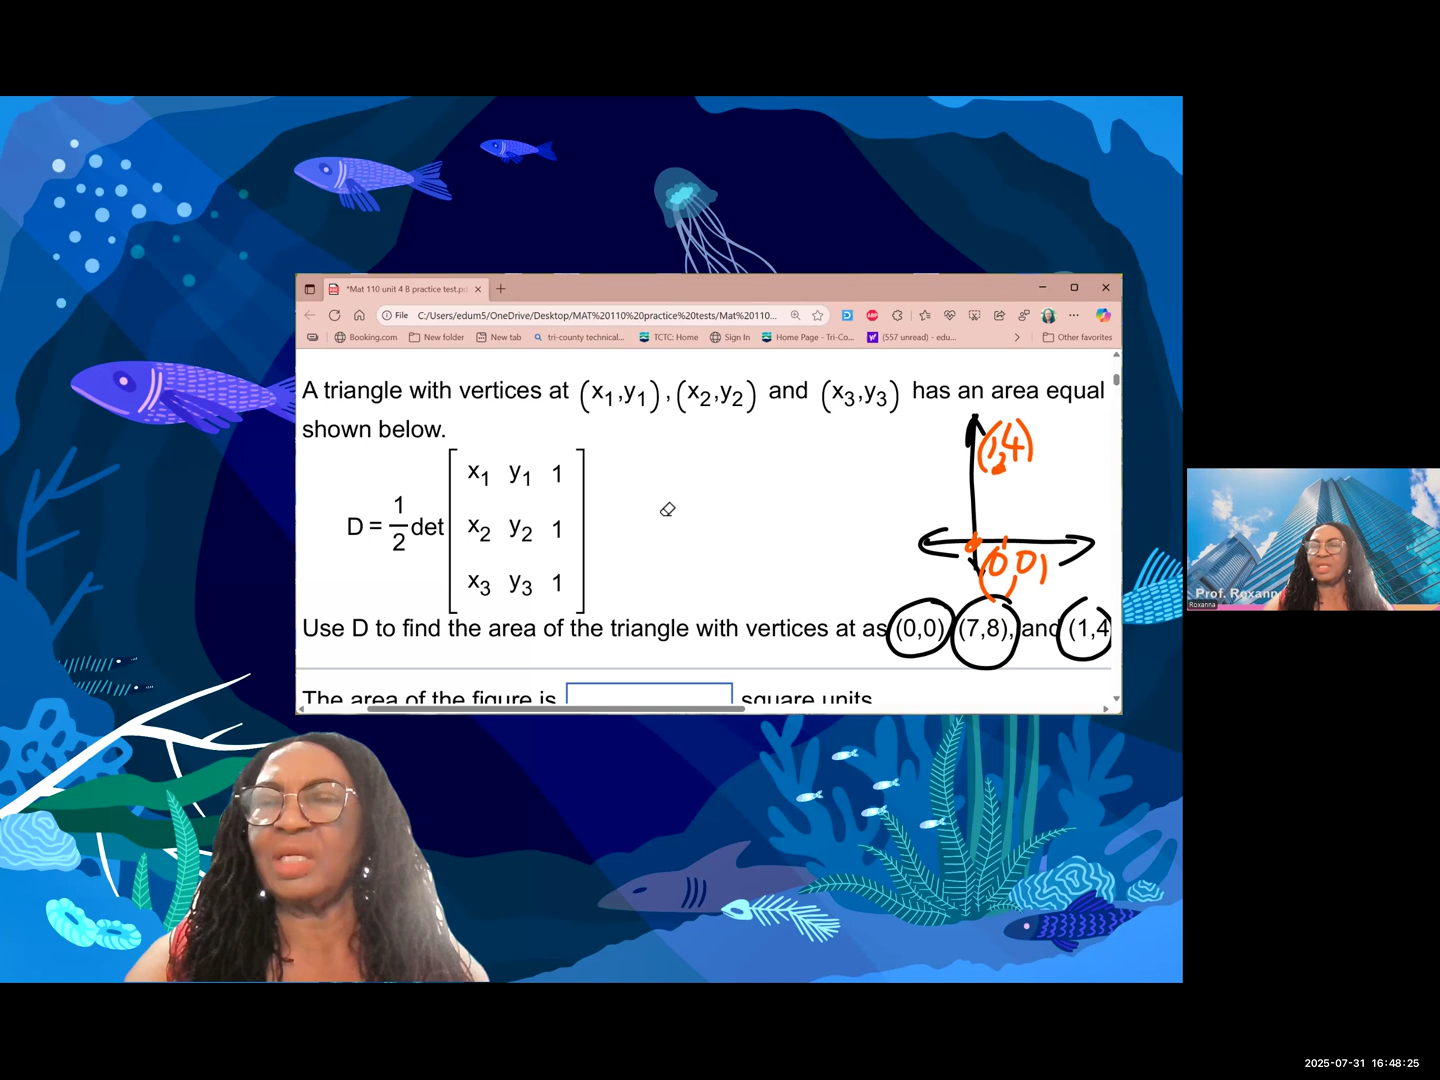 *Mat 110 unit 4 B practice test.pd
File C:/Users/edum5/OneDrive/Desktop/MAT%20110%20practice%20tests/Mat%20110...
Booking.com New folder New tab tri-county technical... TCTC: Home Sign In Home Page - Tri-Co... (557 unread) - edu... Other favorites
A triangle with vertices at (x1,y1), (x2,y2) and (x3,y3) has an area equal
shown below.
(1,4)
D = 1/2 det [ x1 y1 1
x2 y2 1
x3 y3 1 ]
(0,0)
Use D to find the area of the triangle with vertices at as (0,0) (7,8), and (1,4
The area of the figure is square units
Prof. Roxann
Roxanna
2025-07-31 16:48:25